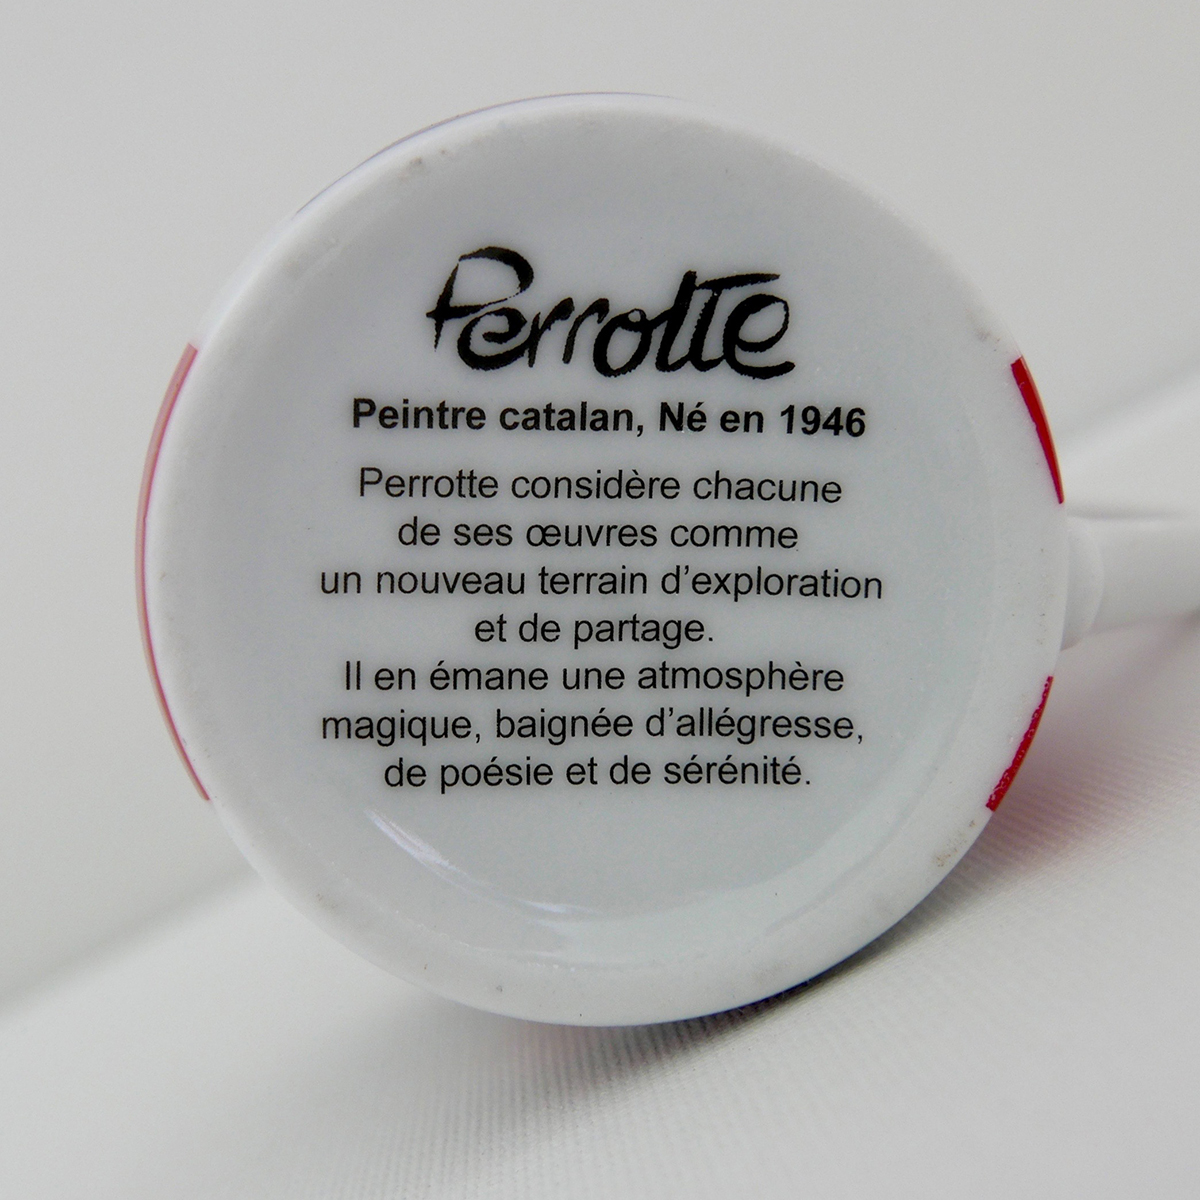 Perrotte
Peintre catalan, Né en 1946
Perrotte considère chacune
de ses œuvres comme
un nouveau terrain d'exploration
et de partage.
Il en émane une atmosphère
magique, baignée d'allégresse,
de poésie et de sérénité.